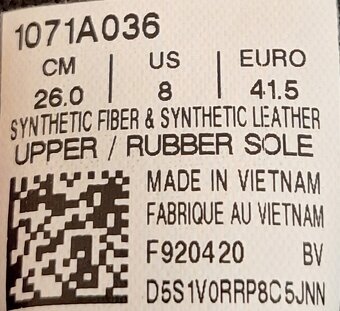 1071A036
CM | US | EURO
26.0 | 8 | 41.5
SYNTHETIC FIBER & SYNTHETIC LEATHER
UPPER / RUBBER SOLE
MADE IN VIETNAM
FABRIQUE AU VIETNAM
F920420 BV
D5S1V0RRP8C5JNN